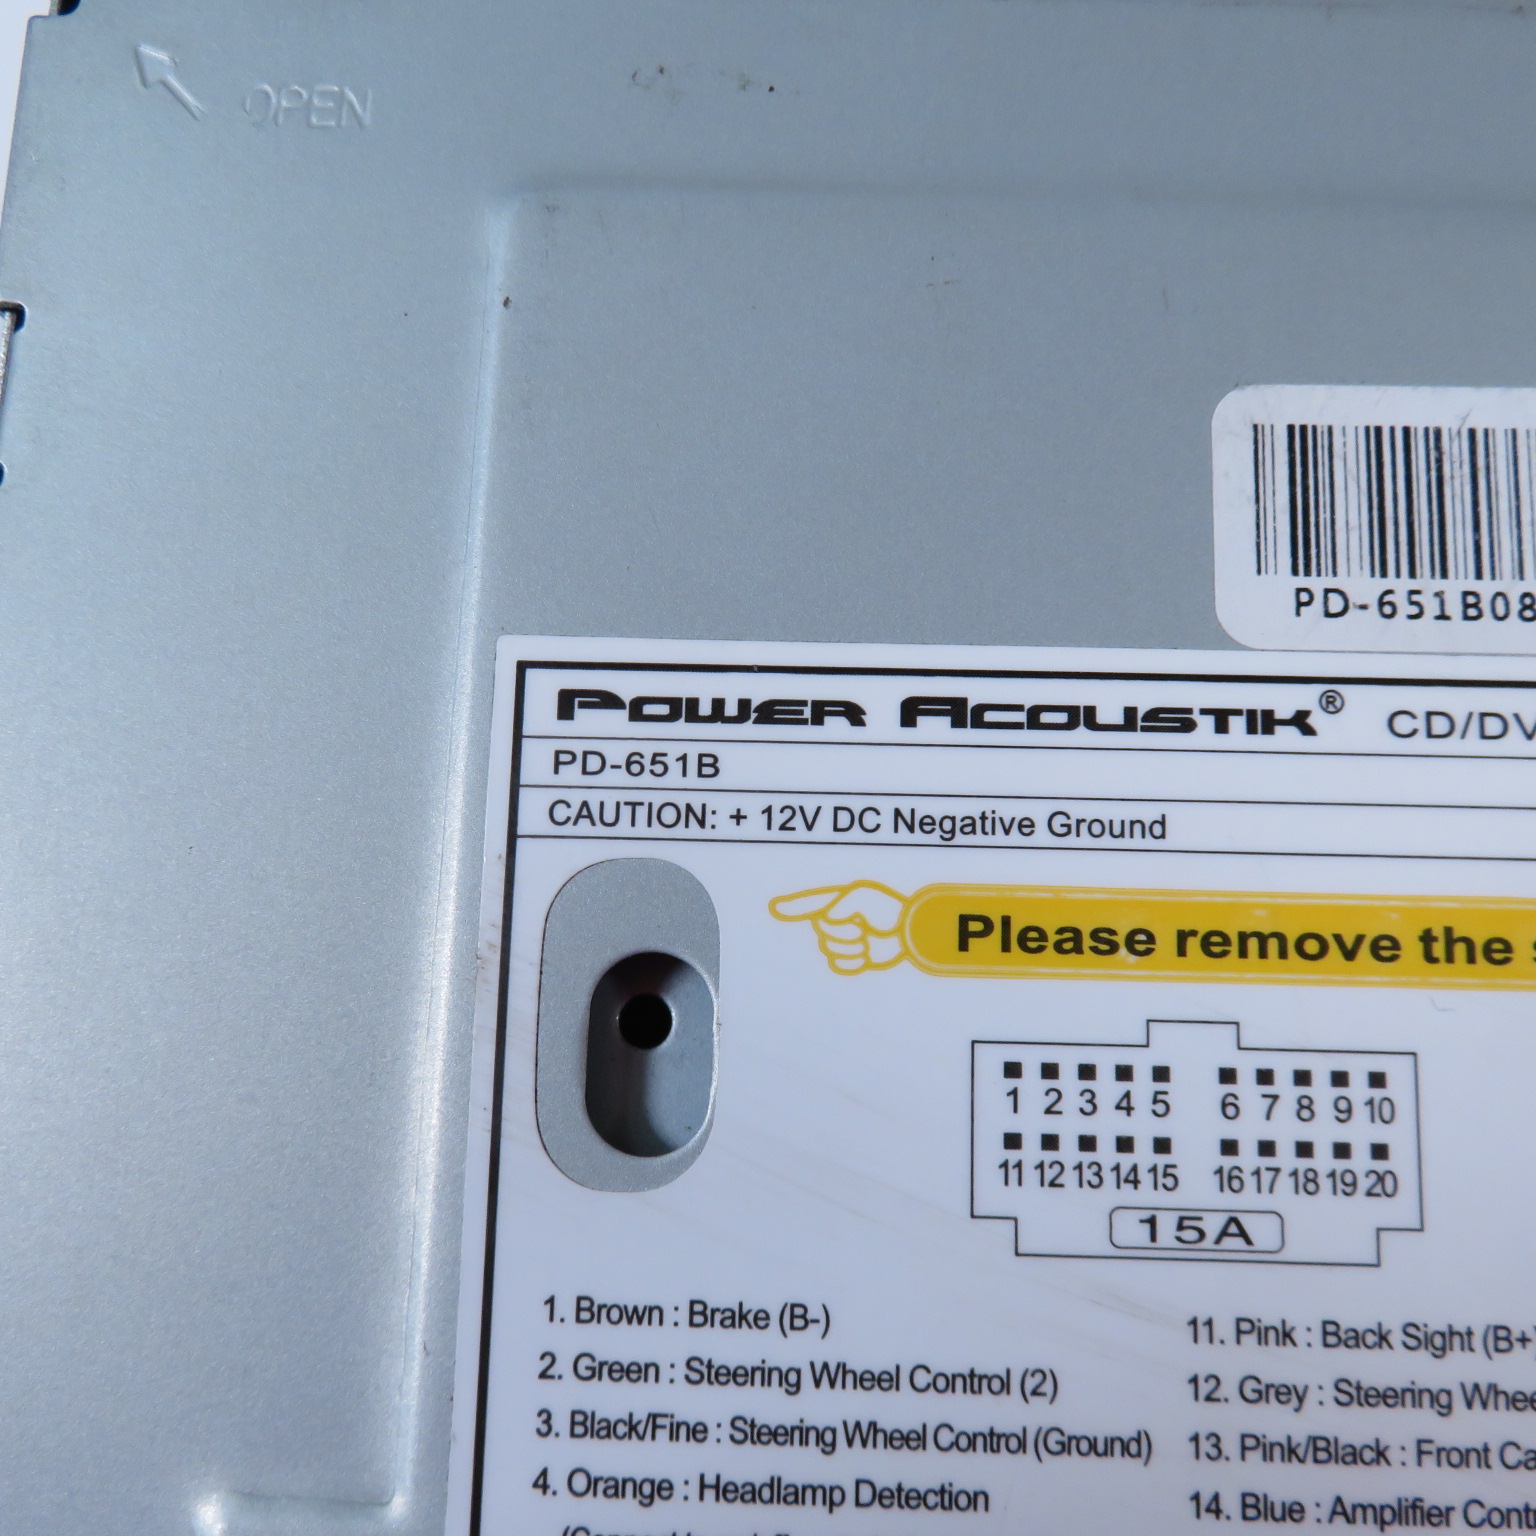 OPEN
PD-651B08
POWER ACOUSTIK® CD/DV
PD-651B
CAUTION: + 12V DC Negative Ground
Please remove the
1 2 3 4 5 6 7 8 9 10
11 12 13 14 15 16 17 18 19 20
15A
1. Brown : Brake (B-)
2. Green : Steering Wheel Control (2)
3. Black/Fine : Steering Wheel Control (Ground)
4. Orange : Headlamp Detection
11. Pink : Back Sight (B+)
12. Grey : Steering Whee
13. Pink/Black : Front Ca
14. Blue : Amplifier Cont